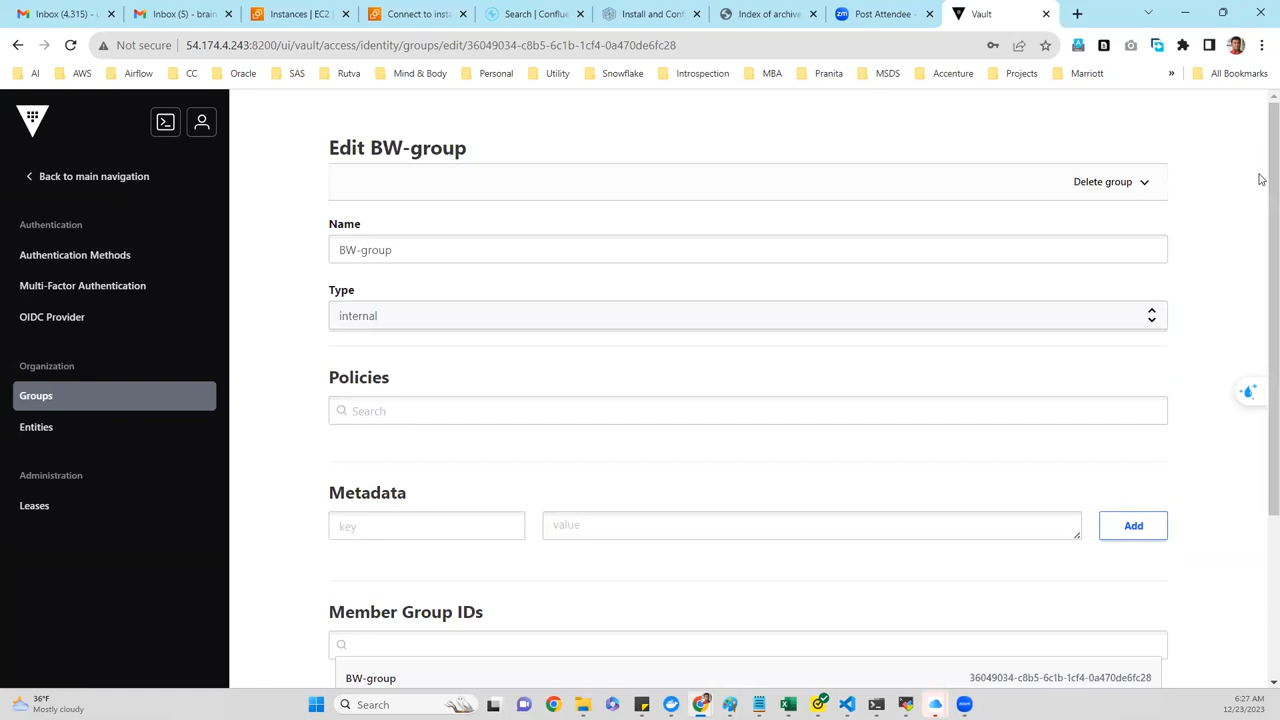 Inbox (4,315) - u
Inbox (5) - brain
Instances | EC2
Connect to insta
Search | Conflue
Install and Conf
Index of archive
Post Attendee -
Vault
Not secure
54.174.4.243:8200/ui/vault/access/identity/groups/edit/36049034-c8b5-6c1b-1cf4-0a470de6fc28
AI
AWS
Airflow
CC
Oracle
SAS
Rutva
Mind & Body
Personal
Utility
Snowflake
Introspection
MBA
Pranita
MSDS
Accenture
Projects
Marriott
»
All Bookmarks
Back to main navigation
Authentication
Authentication Methods
Multi-Factor Authentication
OIDC Provider
Organization
Groups
Entities
Administration
Leases
Edit BW-group
Delete group
Name
BW-group
Type
internal
Policies
Search
Metadata
key
value
Add
Member Group IDs
BW-group
36049034-c8b5-6c1b-1cf4-0a470de6fc28
36°F
Mostly cloudy
Search
6:27 AM
12/23/2023